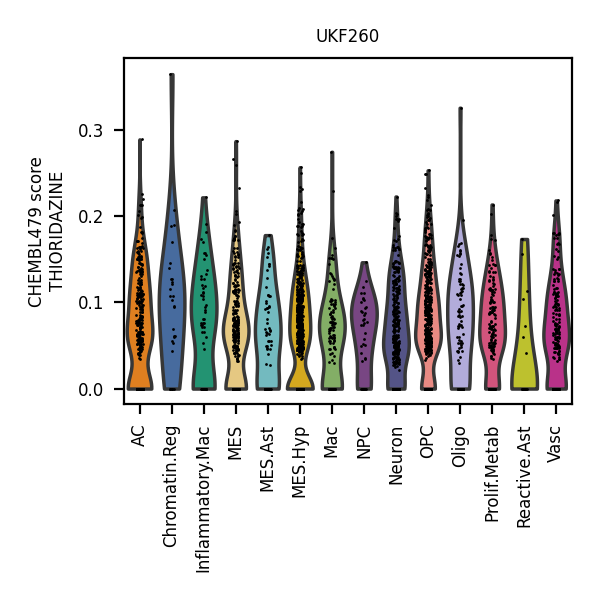 UKF260
CHEMBL479 score
THIORIDAZINE
0.3
0.2
0.1
0.0
AC
Chromatin.Reg
Inflammatory.Mac
MES
MES.Ast
MES.Hyp
Mac
NPC
Neuron
OPC
Oligo
Prolif.Metab
Reactive.Ast
Vasc